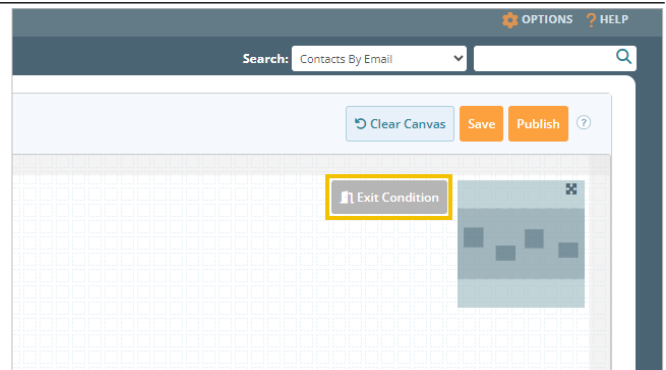 OPTIONS ? HELP
Search: Contacts By Email
Clear Canvas Save Publish ?
Exit Condition